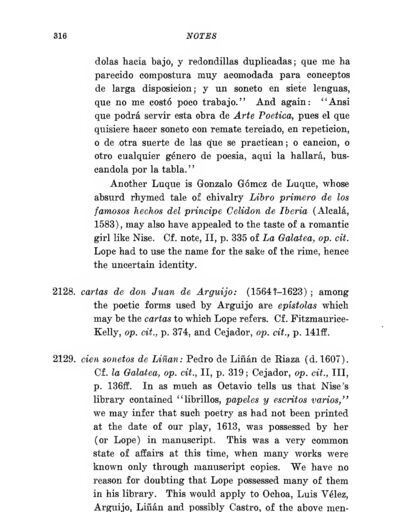 316 NOTES
dolas hacia bajo, y redondillas duplicadas; que me ha
parecido compostura muy acomodada para conceptos
de larga disposicion; y un soneto en siete lenguas,
que no me costó poco trabajo.” And again: “Ansi
que podrá servir esta obra de Arte Poetica, pues el que
quisiere hacer soneto con remate terciado, en repeticion,
o de otra suerte de las que se practican; o cancion, o
otro cualquier género de poesia, aqui la hallará, bus-
candola por la tabla.”
Another Luque is Gonzalo Gómez de Luque, whose
absurd rhymed tale of chivalry Libro primero de los
famosos hechos del principe Celidon de Iberia (Alcalá,
1583), may also have appealed to the taste of a romantic
girl like Nise. Cf. note, II, p. 335 of La Galatea, op. cit.
Lope had to use the name for the sake of the rime, hence
the uncertain identity.
2128. cartas de don Juan de Arguijo: (1564?-1623); among
the poetic forms used by Arguijo are epístolas which
may be the cartas to which Lope refers. Cf. Fitzmaurice-
Kelly, op. cit., p. 374, and Cejador, op. cit., p. 141ff.
2129. cien sonetos de Liñan: Pedro de Liñán de Riaza (d. 1607).
Cf. la Galatea, op. cit., II, p. 319; Cejador, op. cit., III,
p. 136ff. In as much as Octavio tells us that Nise's
library contained “librillos, papeles y escritos varios,”
we may infer that such poetry as had not been printed
at the date of our play, 1613, was possessed by her
(or Lope) in manuscript. This was a very common
state of affairs at this time, when many works were
known only through manuscript copies. We have no
reason for doubting that Lope possessed many of them
in his library. This would apply to Ochoa, Luis Vélez,
Arguijo, Liñán and possibly Castro, of the above men-